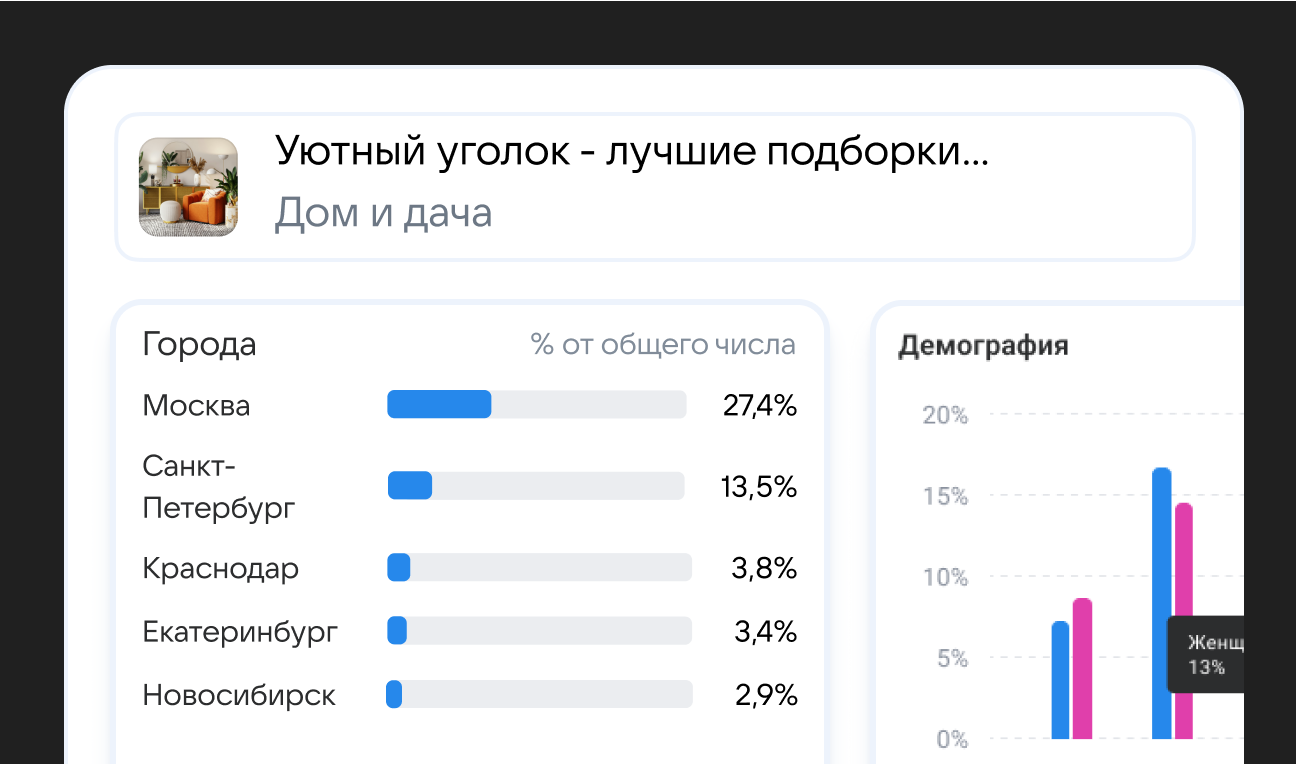 Уютный уголок - лучшие подборки...
Дом и дача
Города % от общего числа
Москва 27,4%
Санкт-
Петербург 13,5%
Краснодар 3,8%
Екатеринбург 3,4%
Новосибирск 2,9%
Демография
20%
15%
10%
5%
0%
Женщ
13%